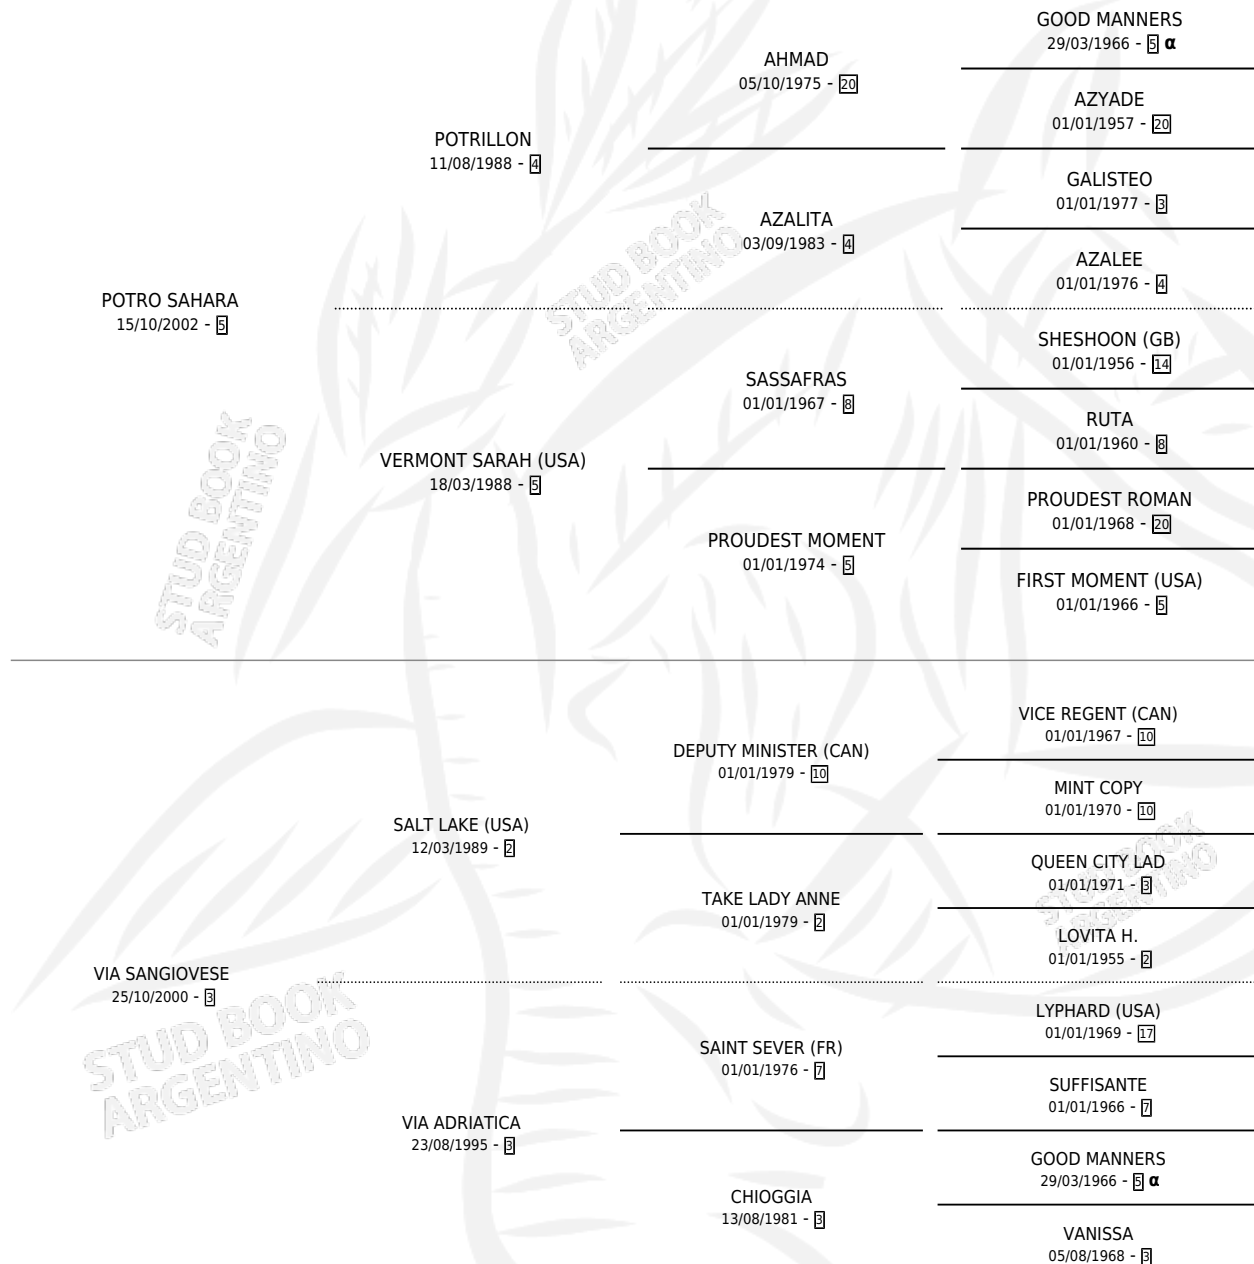 GOOD MANNERS
29/03/1966 - 5 α
AHMAD
05/10/1975 - 20
AZYADE
01/01/1957 - 20
POTRILLON
11/08/1988 - 4
GALISTEO
01/01/1977 - 3
AZALITA
03/09/1983 - 4
AZALEE
01/01/1976 - 4
POTRO SAHARA
15/10/2002 - 5
SHESHOON (GB)
01/01/1956 - 14
SASSAFRAS
01/01/1967 - 8
RUTA
01/01/1960 - 8
VERMONT SARAH (USA)
18/03/1988 - 5
PROUDEST ROMAN
01/01/1968 - 20
PROUDEST MOMENT
01/01/1974 - 5
FIRST MOMENT (USA)
01/01/1966 - 5
VICE REGENT (CAN)
01/01/1967 - 10
DEPUTY MINISTER (CAN)
01/01/1979 - 10
MINT COPY
01/01/1970 - 10
SALT LAKE (USA)
12/03/1989 - 2
QUEEN CITY LAD
01/01/1971 - 3
TAKE LADY ANNE
01/01/1979 - 2
LOVITA H.
01/01/1955 - 2
VIA SANGIOVESE
25/10/2000 - 3
LYPHARD (USA)
01/01/1969 - 17
SAINT SEVER (FR)
01/01/1976 - 7
SUFFISANTE
01/01/1966 - 7
VIA ADRIATICA
23/08/1995 - 3
GOOD MANNERS
29/03/1966 - 5 α
CHIOGGIA
13/08/1981 - 3
VANISSA
05/08/1968 - 3
STUD BOOK
ARGENTINO
STUD BOOK
ARGENTINO
STUD BOOK
ARGENTINO
STUD BOOK
ARGENTINO